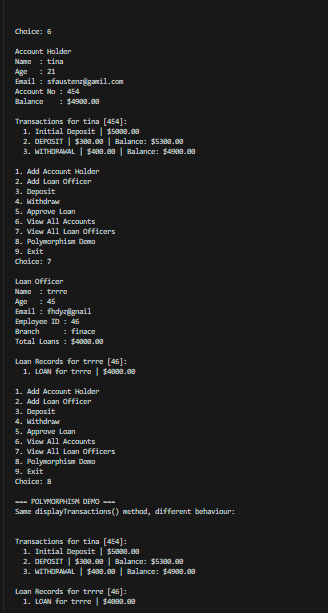 Choice: 6
Account Holder
Name  : tina
Age   : 21
Email : sfaustenz@gamil.com
Account No : 454
Balance    : $4900.00
Transactions for tina [454]:
1. Initial Deposit | $5000.00
2. DEPOSIT | $300.00 | Balance: $5300.00
3. WITHDRAWAL | $400.00 | Balance: $4900.00
1. Add Account Holder
2. Add Loan Officer
3. Deposit
4. Withdraw
5. Approve Loan
6. View All Accounts
7. View All Loan Officers
8. Polymorphism Demo
9. Exit
Choice: 7
Loan Officer
Name  : trrre
Age   : 45
Email : fhdyz@gnail
Employee ID : 46
Branch      : finace
Total Loans : $4000.00
Loan Records for trrre [46]:
1. LOAN for trrre | $4000.00
1. Add Account Holder
2. Add Loan Officer
3. Deposit
4. Withdraw
5. Approve Loan
6. View All Accounts
7. View All Loan Officers
8. Polymorphism Demo
9. Exit
Choice: 8
=== POLYMORPHISM DEMO ===
Same displayTransactions() method, different behaviour:
Transactions for tina [454]:
1. Initial Deposit | $5000.00
2. DEPOSIT | $300.00 | Balance: $5300.00
3. WITHDRAWAL | $400.00 | Balance: $4900.00
Loan Records for trrre [46]:
1. LOAN for trrre | $4000.00